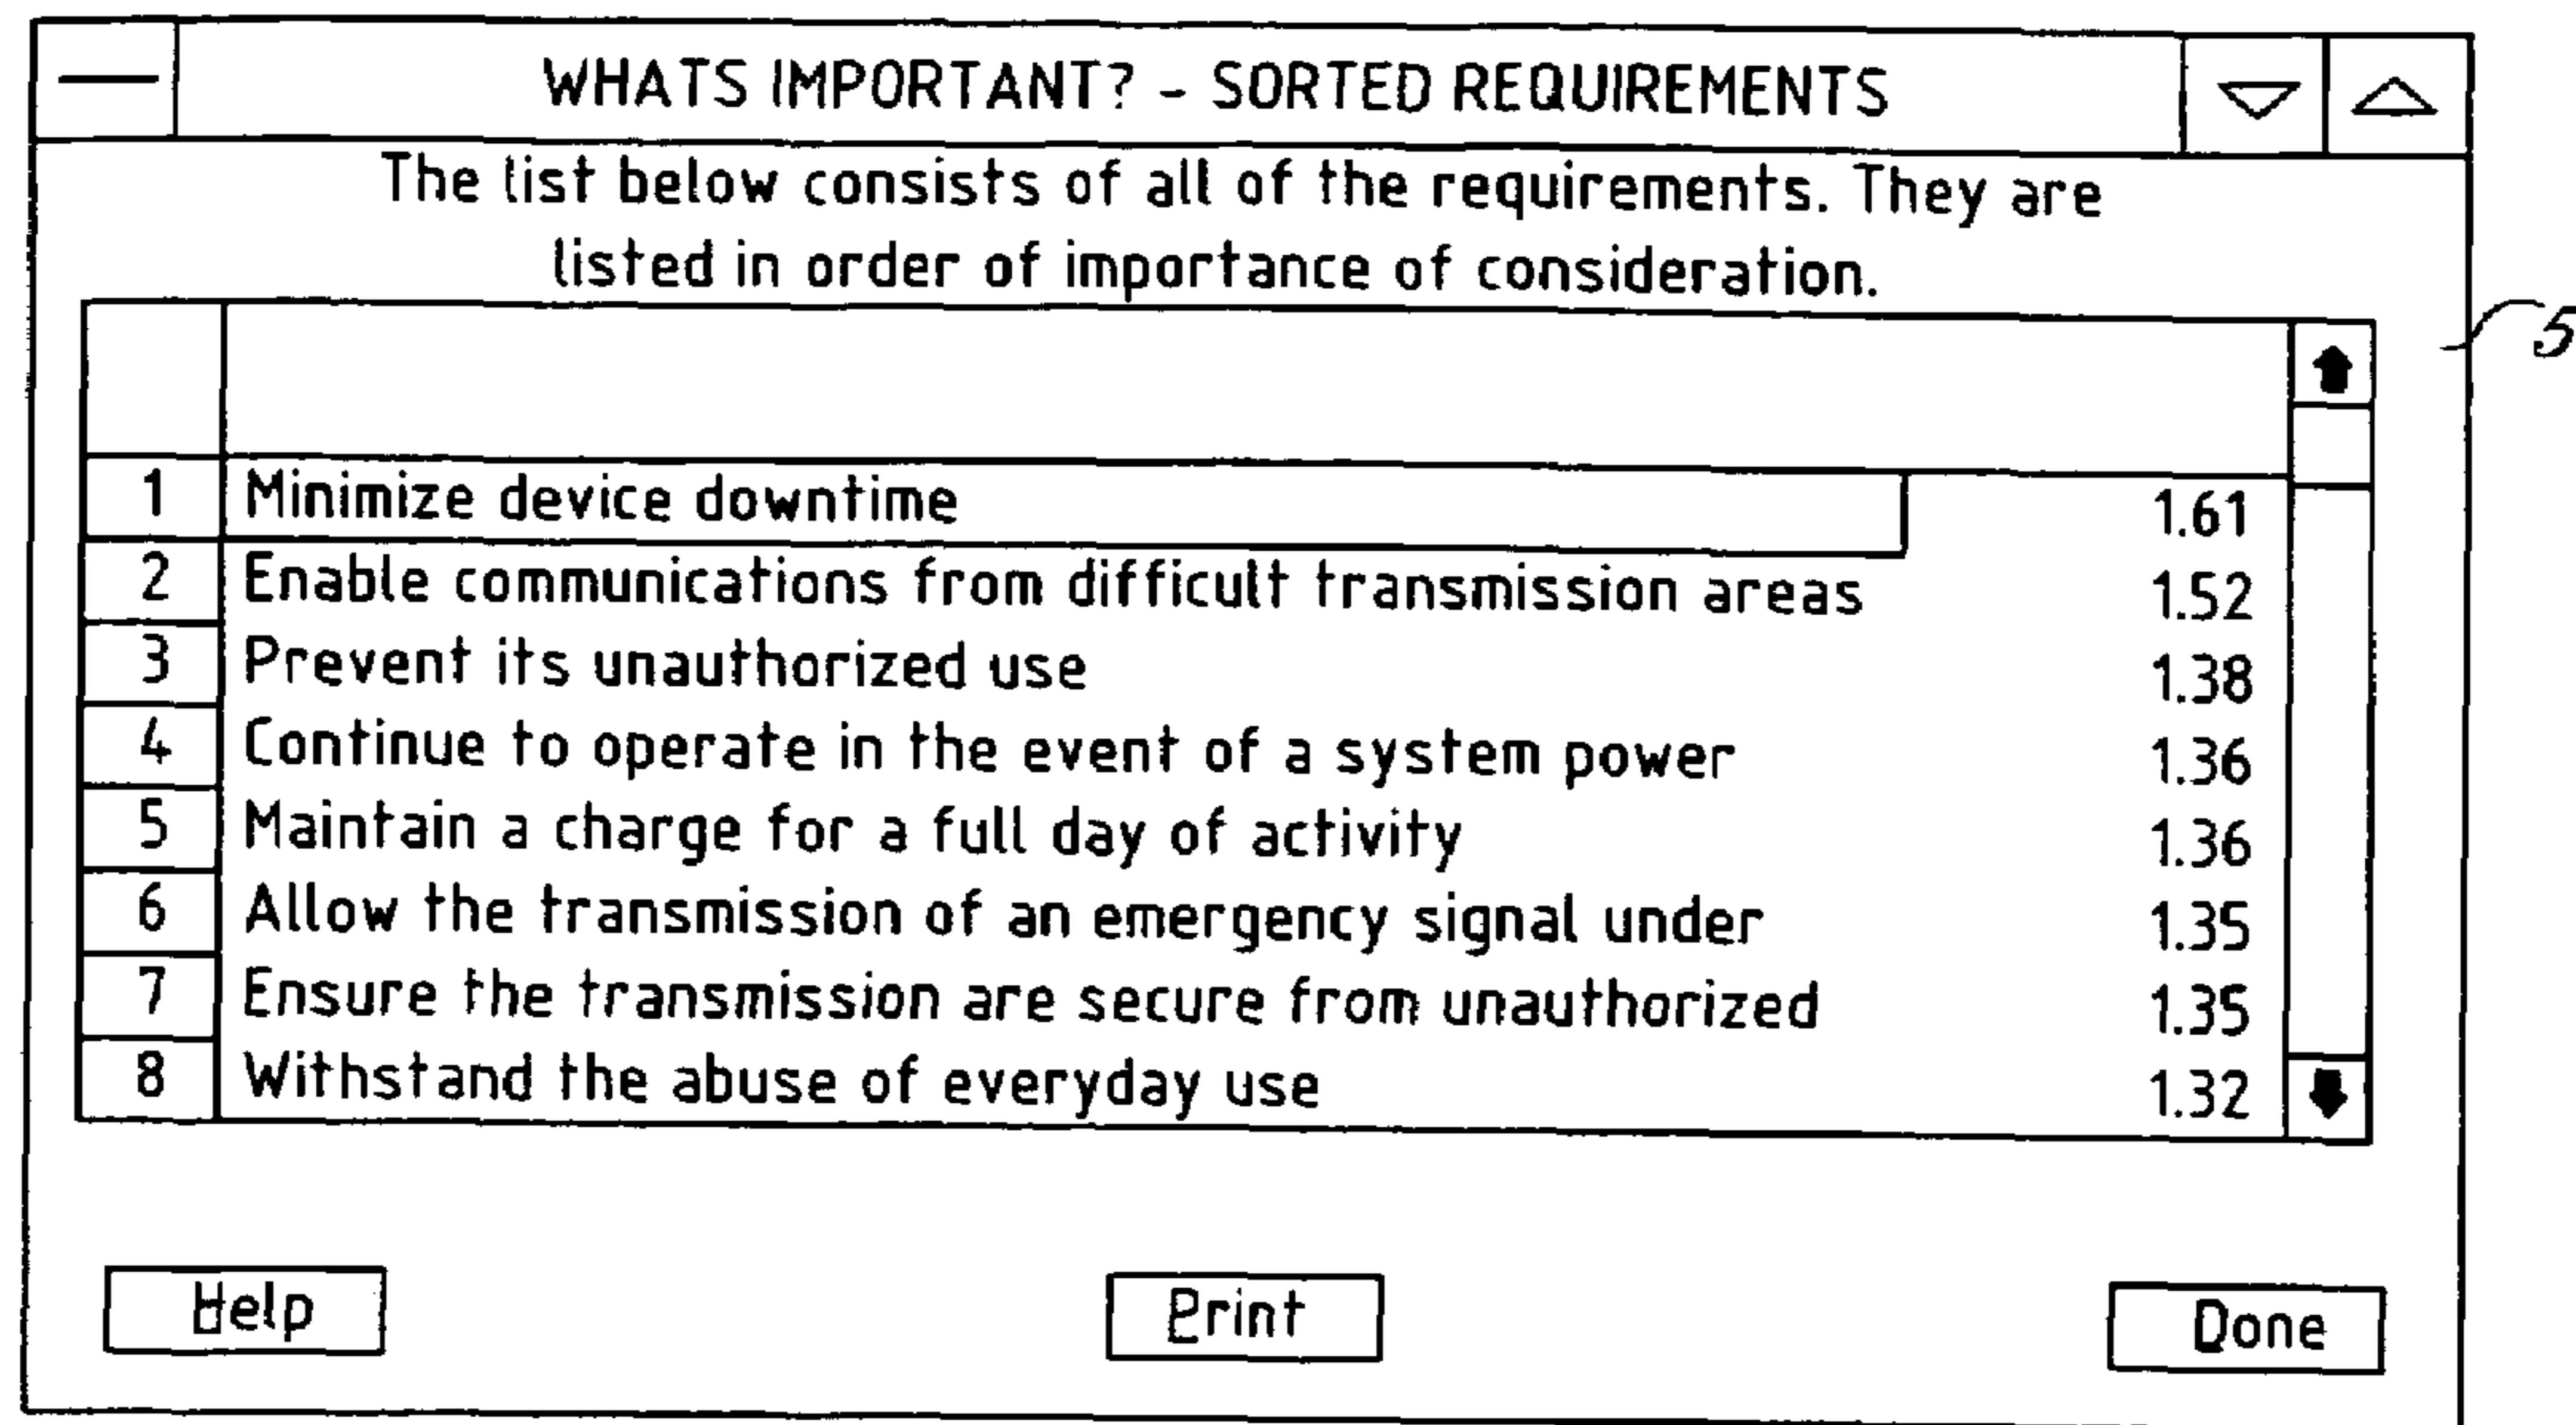 WHATS IMPORTANT? - SORTED REQUIREMENTS
The list below consists of all of the requirements. They are
listed in order of importance of consideration.
5
1 Minimize device downtime 1.61
2 Enable communications from difficult transmission areas 1.52
3 Prevent its unauthorized use 1.38
4 Continue to operate in the event of a system power 1.36
5 Maintain a charge for a full day of activity 1.36
6 Allow the transmission of an emergency signal under 1.35
7 Ensure the transmission are secure from unauthorized 1.35
8 Withstand the abuse of everyday use 1.32
Help Print Done